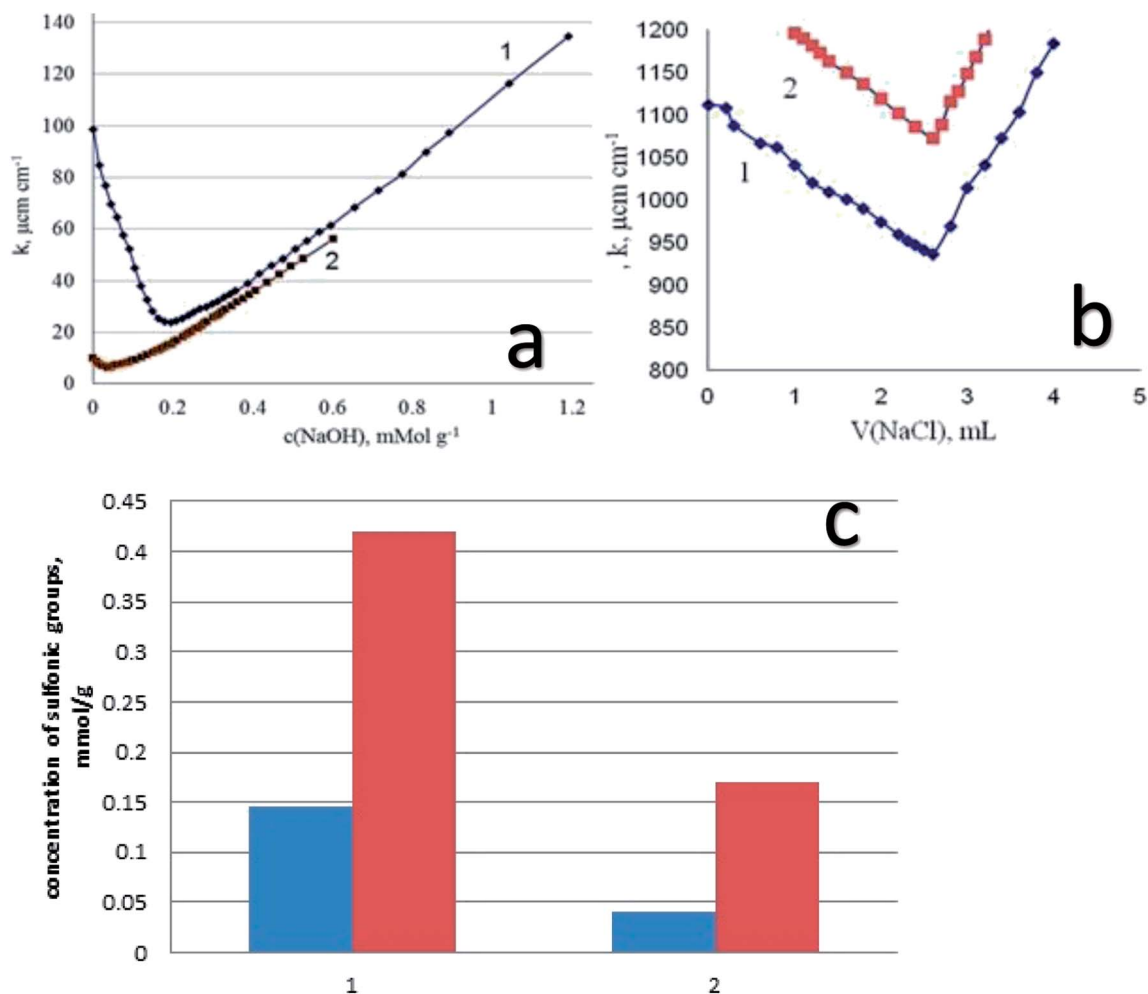 140
120
100
80
60
40
20
0
k, µcm cm⁻¹
1
2
a
0 0.2 0.4 0.6 0.8 1 1.2
c(NaOH), mMol g⁻¹
1200
1150
1100
1050
1000
950
900
850
800
, k, µcm cm⁻¹
2
1
b
0 1 2 3 4 5
V(NaCl), mL
c
0.45
0.4
0.35
0.3
0.25
0.2
0.15
0.1
0.05
0
concentration of sulfonic groups,
mmol/g
1 2